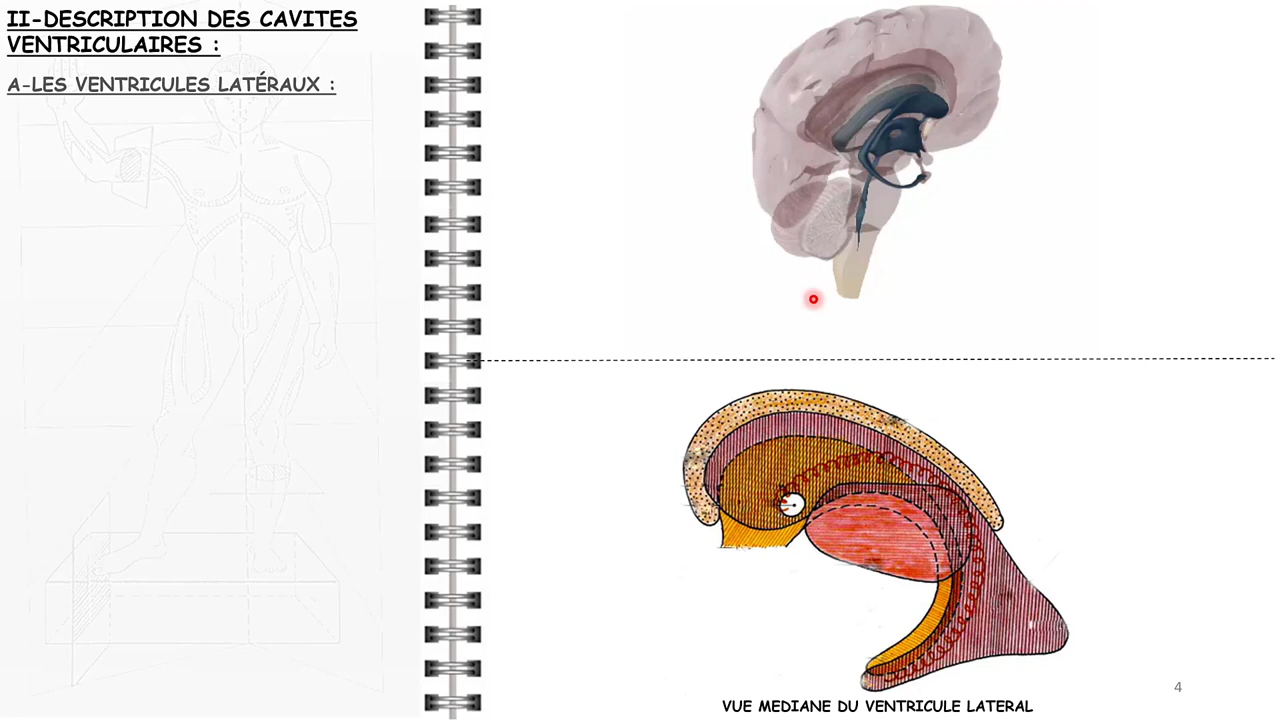 II-DESCRIPTION DES CAVITES
VENTRICULAIRES :
A-LES VENTRICULES LATÉRAUX :
VUE MEDIANE DU VENTRICULE LATERAL
4